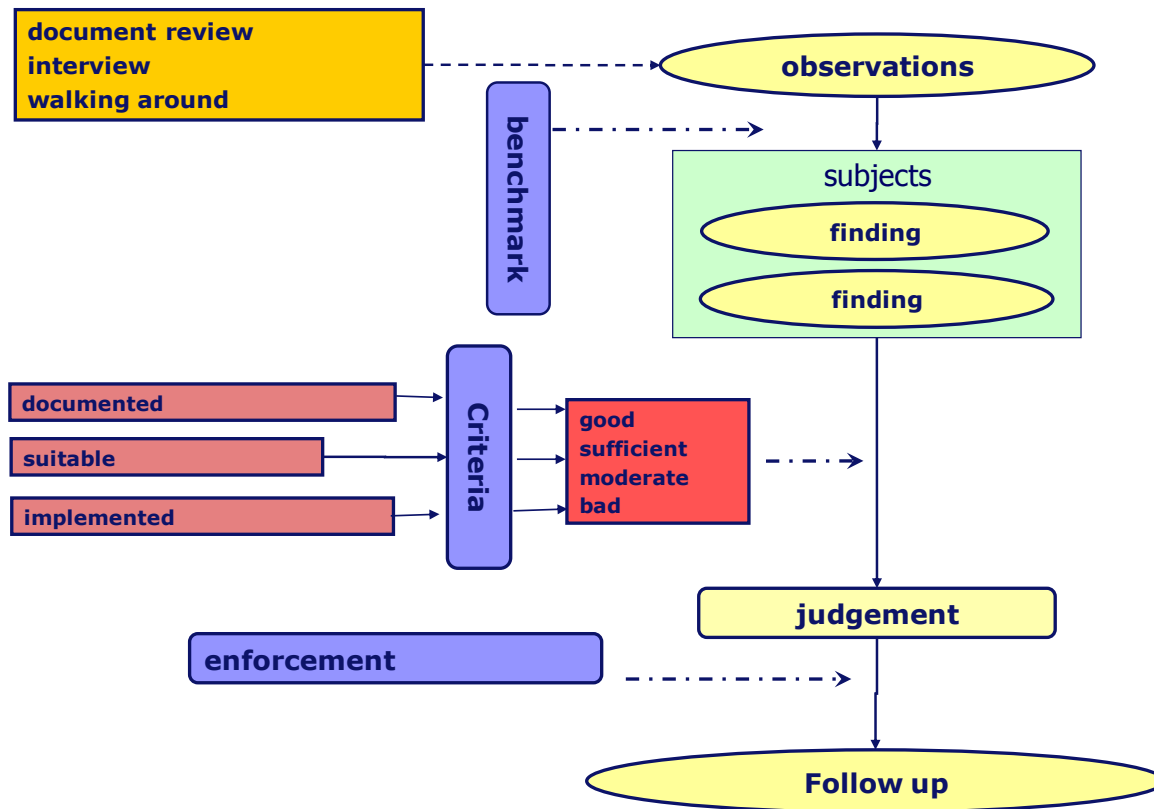 document review
interview
walking around
observations
benchmark
subjects
finding
finding
documented
suitable
implemented
Criteria
good
sufficient
moderate
bad
judgement
enforcement
Follow up